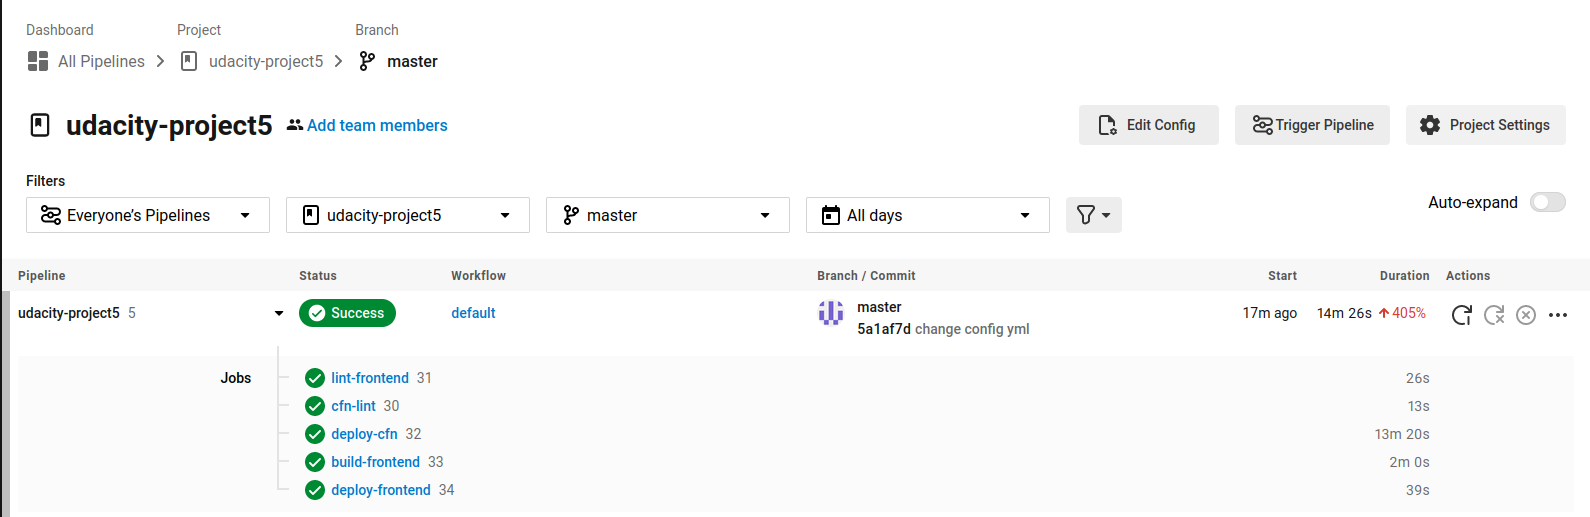 Dashboard Project Branch
All Pipelines udacity-project5 master
udacity-project5 Add team members Edit Config Trigger Pipeline Project Settings
Filters
Everyone’s Pipelines udacity-project5 master All days Auto-expand
Pipeline Status Workflow Branch / Commit Start Duration Actions
udacity-project5 5 Success default master 17m ago 14m 26s 405%
5a1af7d change config yml
Jobs lint-frontend 31 26s
cfn-lint 30 13s
deploy-cfn 32 13m 20s
build-frontend 33 2m 0s
deploy-frontend 34 39s